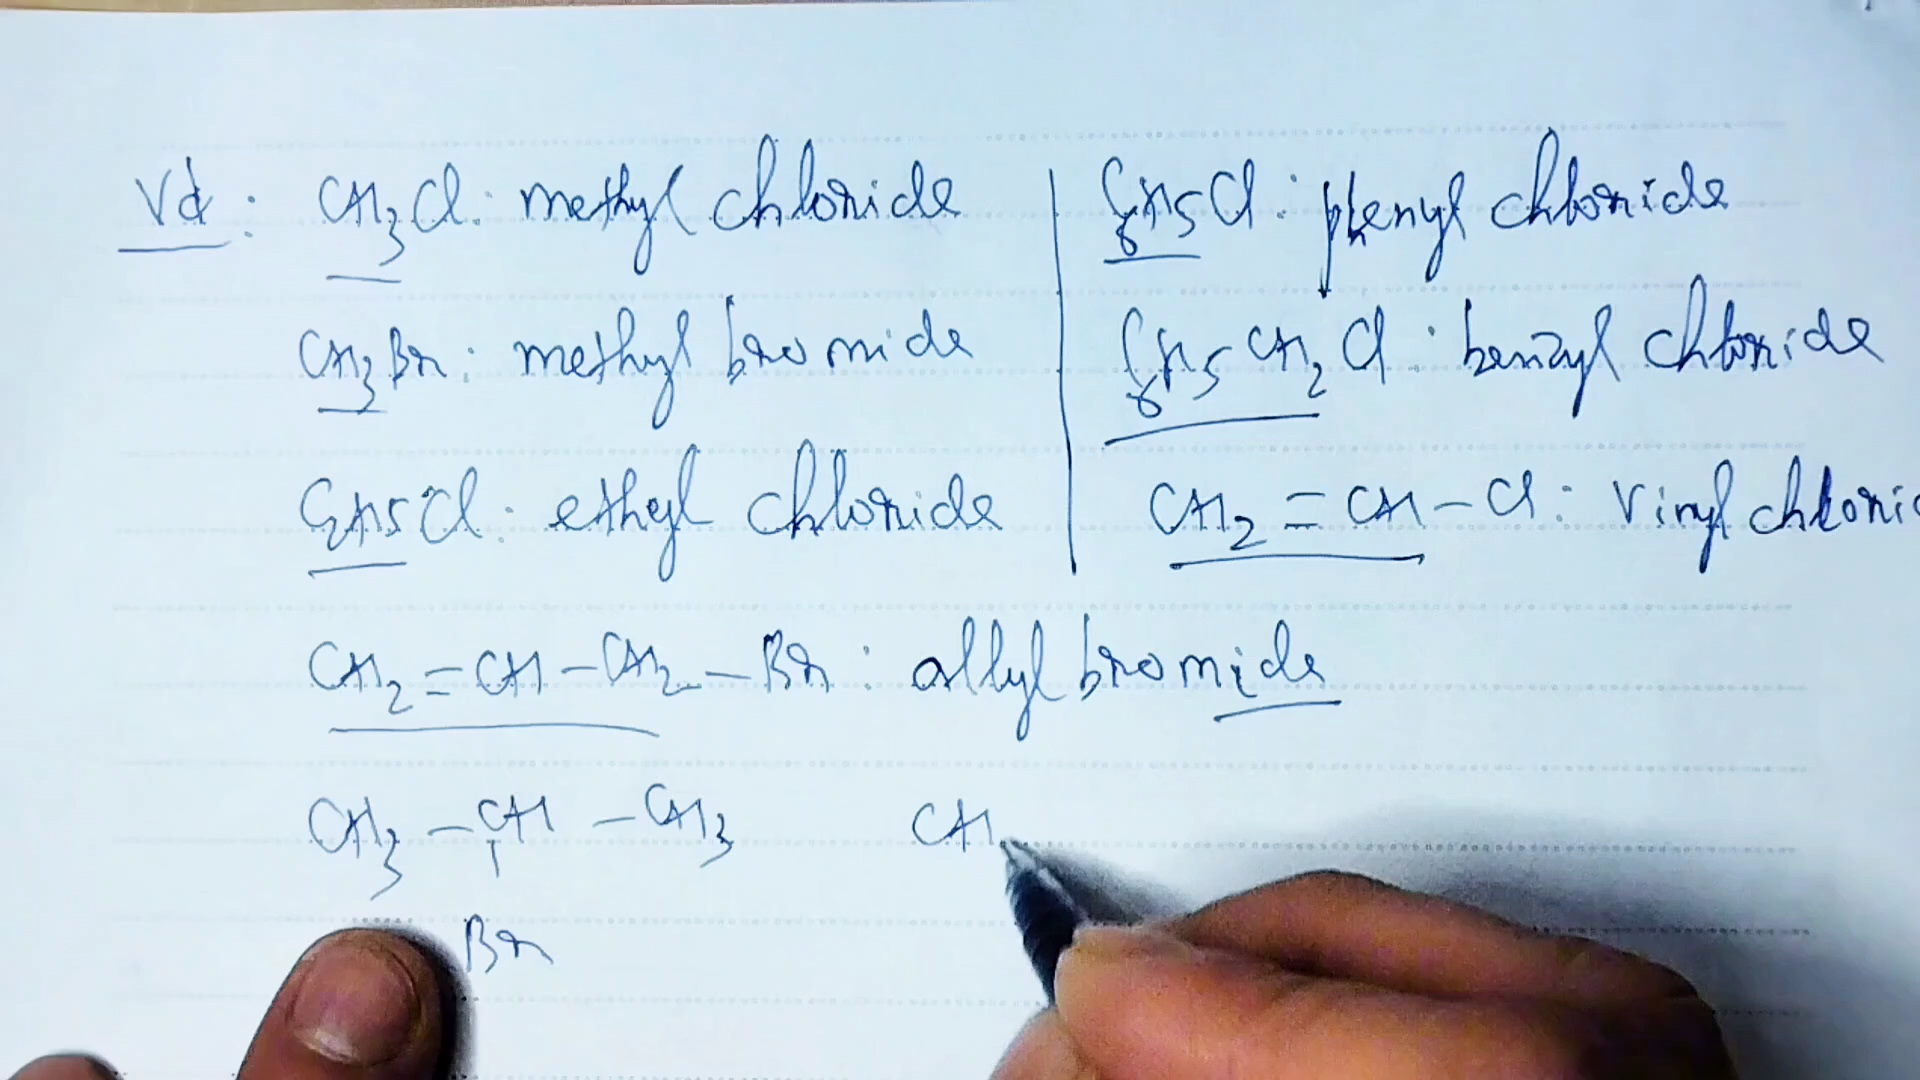 Vd: CH3Cl: methyl chloride
CH3Br: methyl bromide
C2H5Cl: ethyl chloride
C6H5Cl: phenyl chloride
C6H5CH2Cl: benzyl chloride
CH2=CH-Cl: Vinyl chloric
CH2=CH-CH2-Br: allyl bromide
CH3-CH-CH3 CH
Br